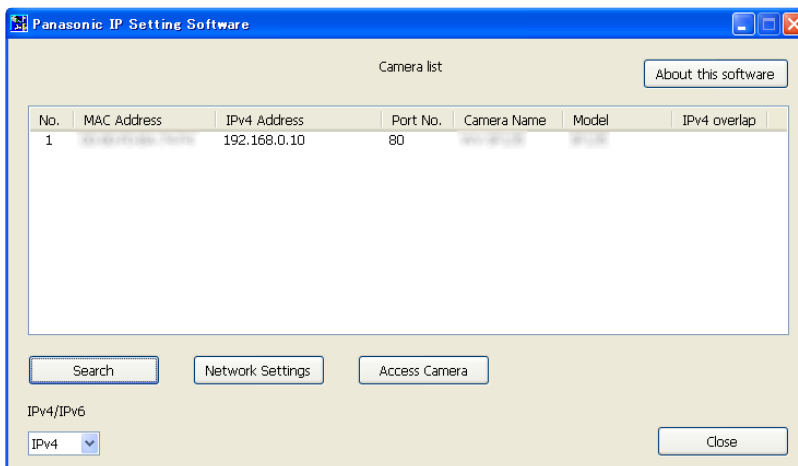 Panasonic IP Setting Software
Camera list
About this software
No. MAC Address IPv4 Address Port No. Camera Name Model IPv4 overlap
1 192.168.0.10 80
Search Network Settings Access Camera
IPv4/IPv6
IPv4
Close